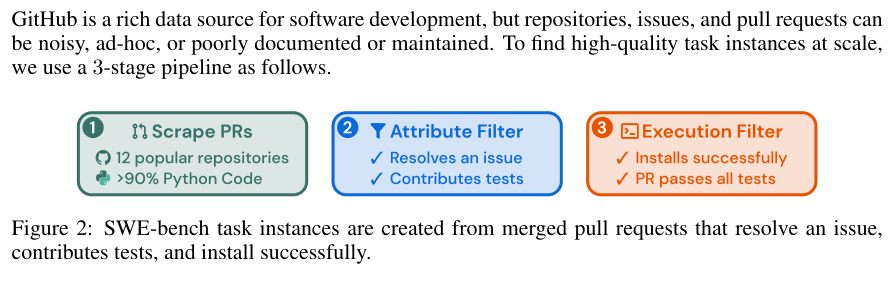 GitHub is a rich data source for software development, but repositories, issues, and pull requests can
be noisy, ad-hoc, or poorly documented or maintained. To find high-quality task instances at scale,
we use a 3-stage pipeline as follows.
1 Scrape PRs
12 popular repositories
>90% Python Code
2 Attribute Filter
✓ Resolves an issue
✓ Contributes tests
3 Execution Filter
✓ Installs successfully
✓ PR passes all tests
Figure 2: SWE-bench task instances are created from merged pull requests that resolve an issue,
contributes tests, and install successfully.